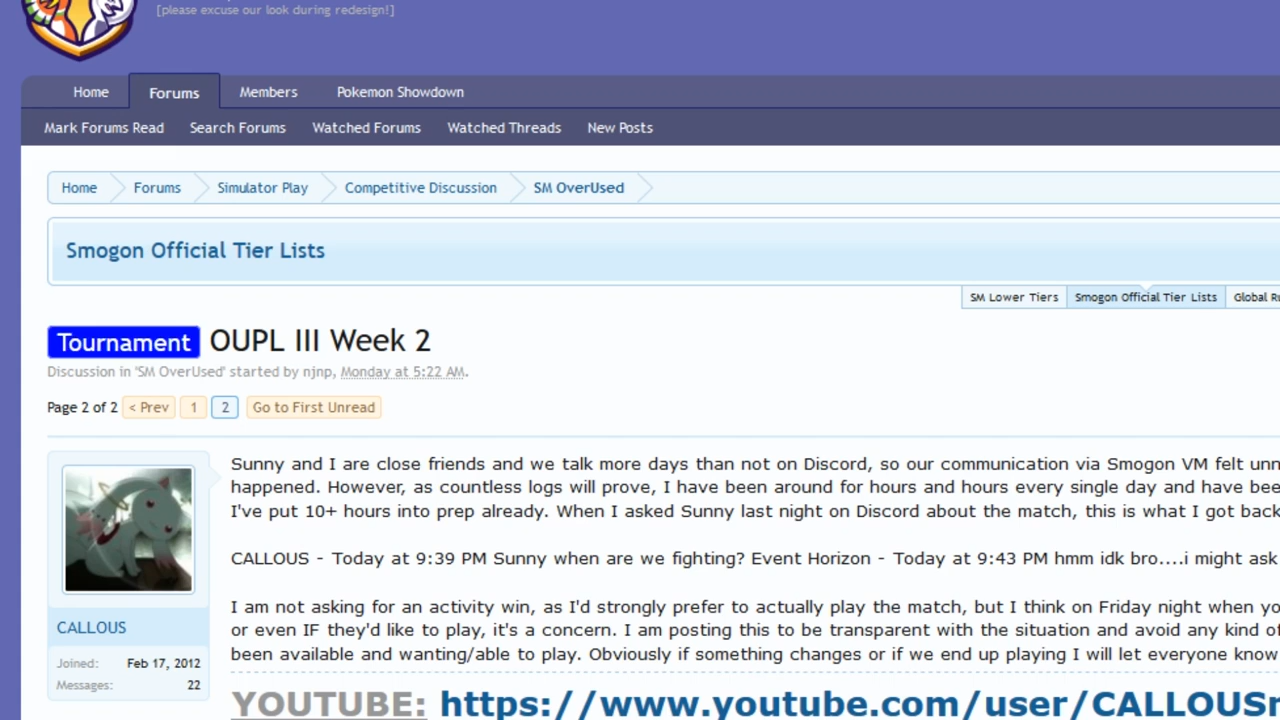 [please excuse our look during redesign!]
Home Forums Members Pokemon Showdown
Mark Forums Read Search Forums Watched Forums Watched Threads New Posts
Home Forums Simulator Play Competitive Discussion SM OverUsed
Smogon Official Tier Lists
SM Lower Tiers Smogon Official Tier Lists Global
Tournament OUPL III Week 2
Discussion in 'SM OverUsed' started by njnp, Monday at 5:22 AM.
Page 2 of 2 < Prev 1 2 Go to First Unread
Sunny and I are close friends and we talk more days than not on Discord, so our communication via Smogon VM felt
happened. However, as countless logs will prove, I have been around for hours and hours every single day and have
I've put 10+ hours into prep already. When I asked Sunny last night on Discord about the match, this is what I got back
CALLOUS - Today at 9:39 PM Sunny when are we fighting? Event Horizon - Today at 9:43 PM hmm idk bro....i might ask
I am not asking for an activity win, as I'd strongly prefer to actually play the match, but I think on Friday night when
or even IF they'd like to play, it's a concern. I am posting this to be transparent with the situation and avoid any kind
been available and wanting/able to play. Obviously if something changes or if we end up playing I will let everyone know
CALLOUS
Joined: Feb 17, 2012
Messages: 22
YOUTUBE: https://www.youtube.com/user/CALLOUS